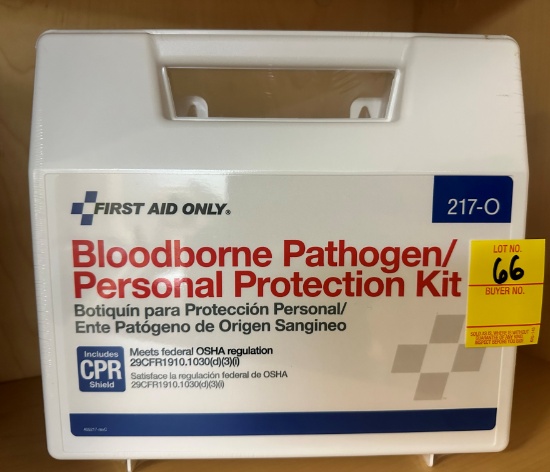 FIRST AID ONLY®
217-O
Bloodborne Pathogen/
Personal Protection Kit
Botiquín para Protección Personal/
Ente Patógeno de Origen Sangineo
Includes
CPR
Shield
Meets federal OSHA regulation
29CFR1910.1030(d)(3)(i)
Satisface la regulación federal de OSHA
29CFR1910.1030(d)(3)(i)
LOT NO.
66
BUYER NO.